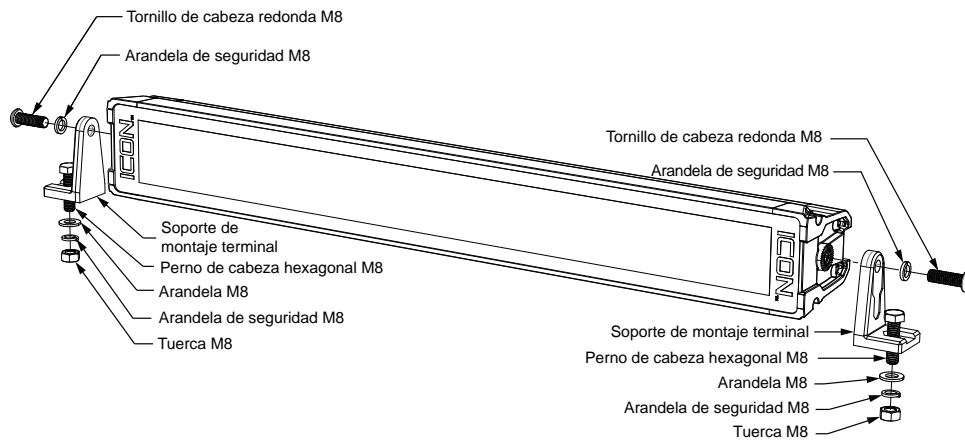 Tornillo de cabeza redonda M8
Arandela de seguridad M8
ICON
Soporte de
montaje terminal
Perno de cabeza hexagonal M8
Arandela M8
Arandela de seguridad M8
Tuerca M8
Tornillo de cabeza redonda M8
Arandela de seguridad M8
ICON
Soporte de montaje terminal
Perno de cabeza hexagonal M8
Arandela M8
Arandela de seguridad M8
Tuerca M8